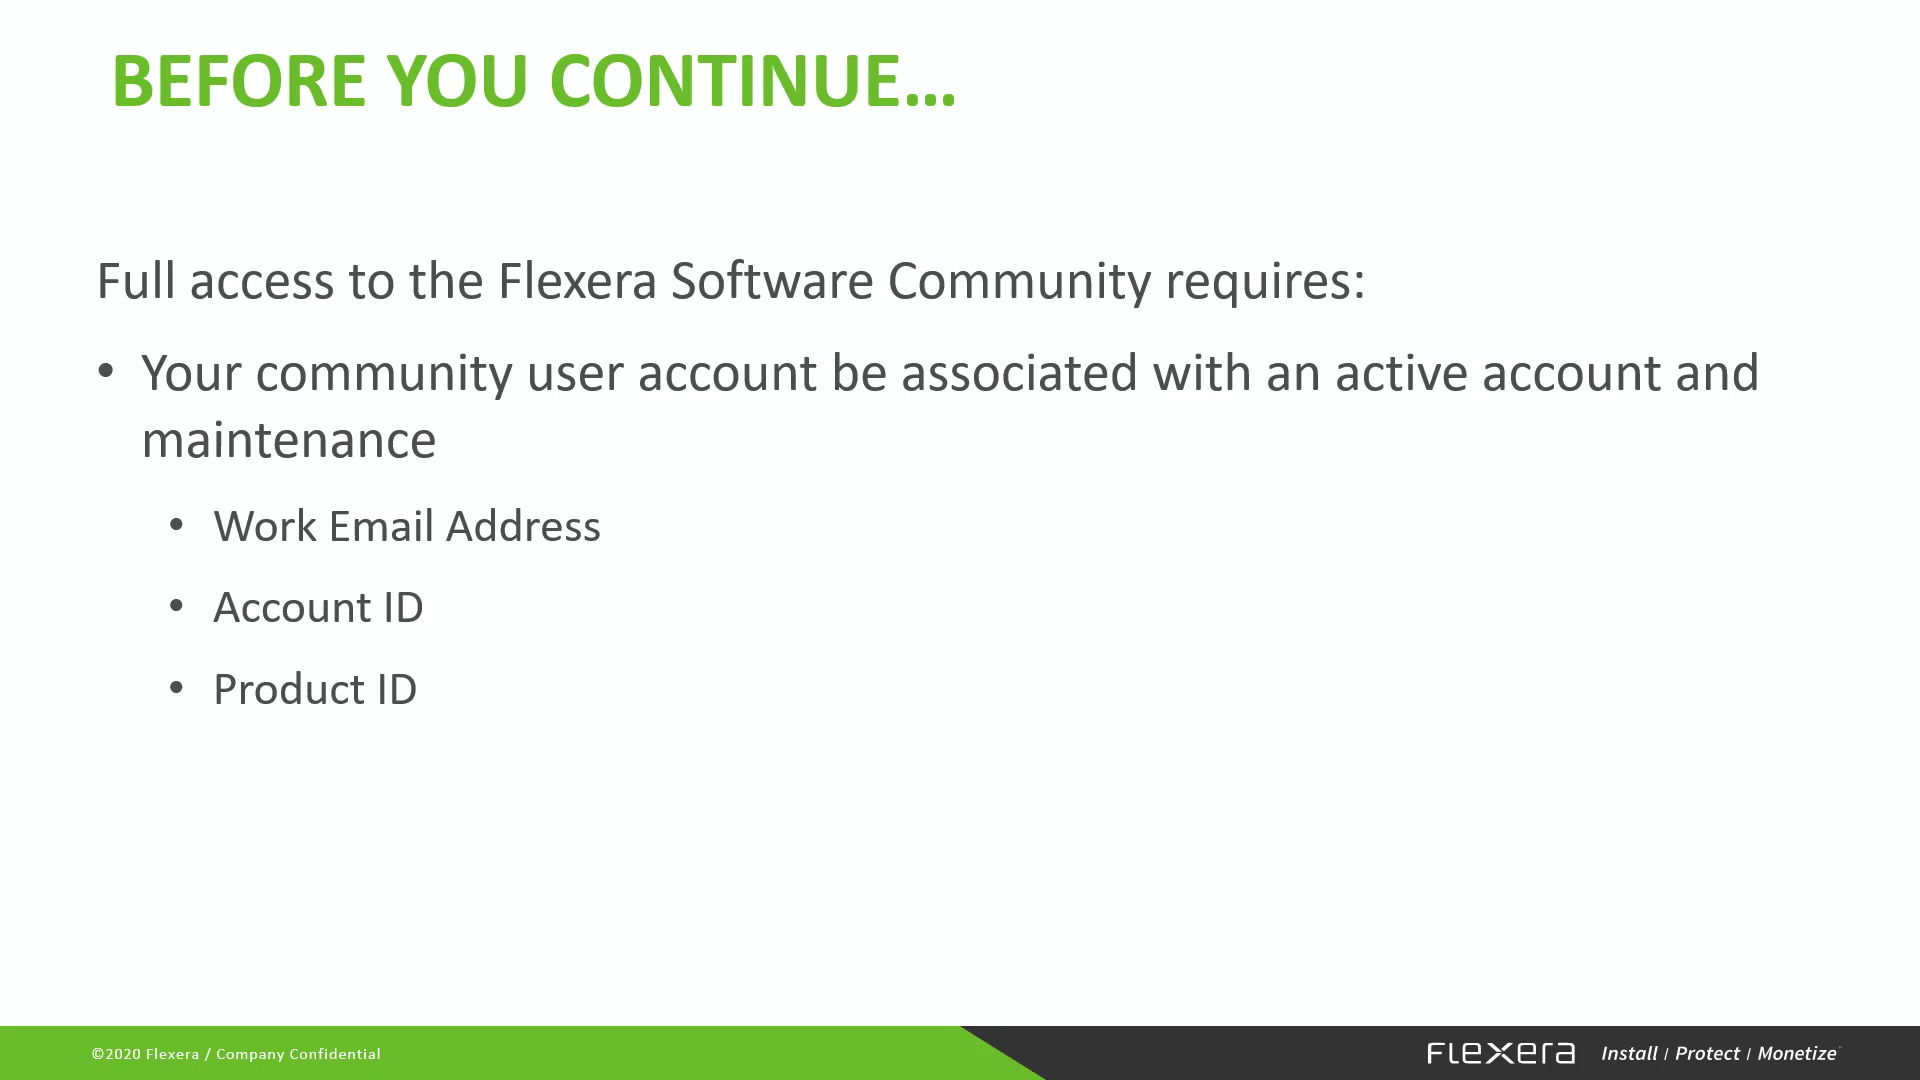 BEFORE YOU CONTINUE...
Full access to the Flexera Software Community requires:
• Your community user account be associated with an active account and
maintenance
• Work Email Address
• Account ID
• Product ID
©2020 Flexera / Company Confidential
FLEXERA Install / Protect / Monetize